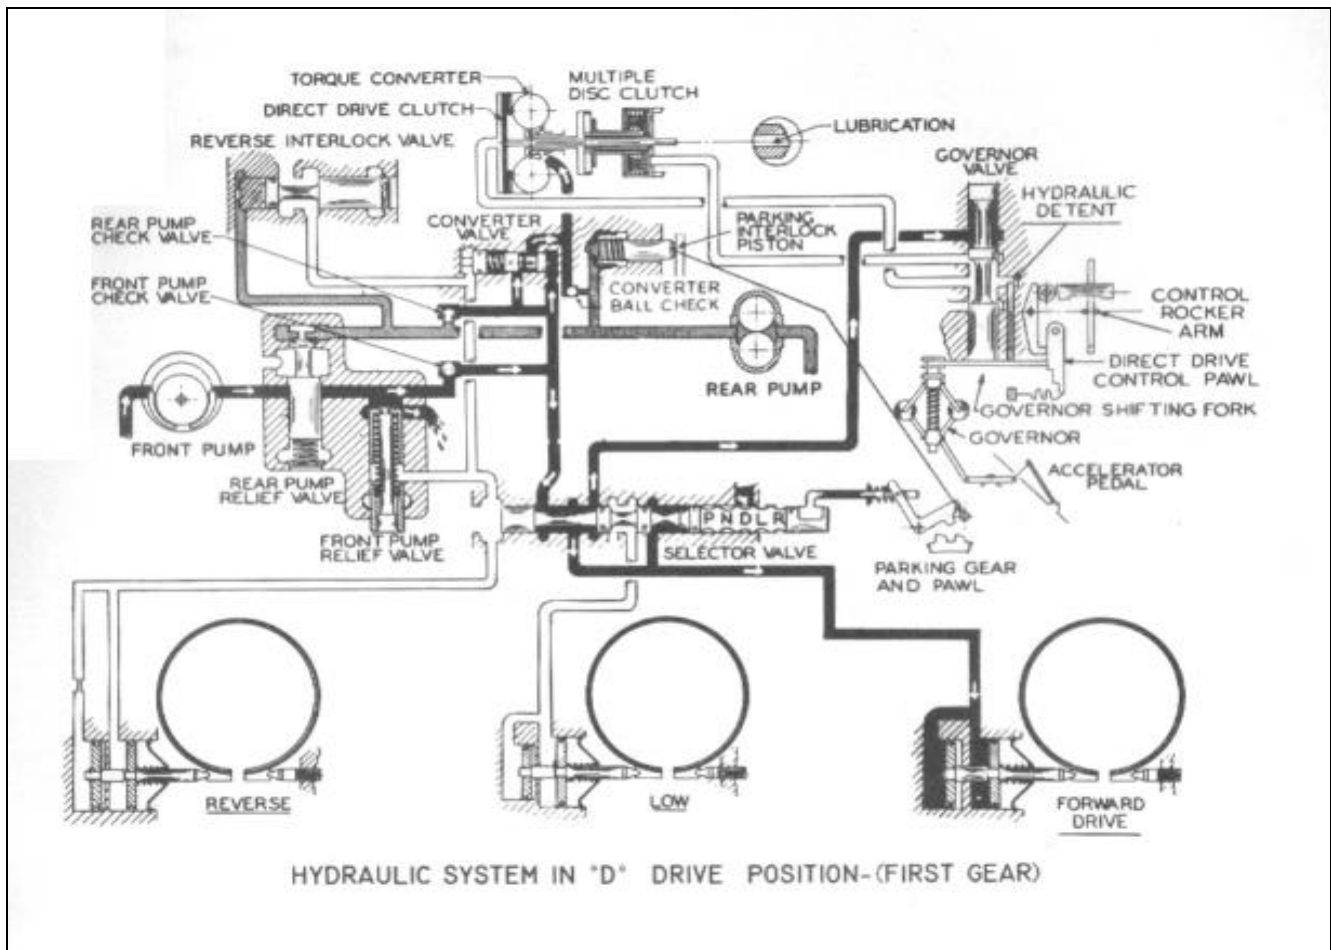 TORQUE CONVERTER
DIRECT DRIVE CLUTCH
REVERSE INTERLOCK VALVE
MULTIPLE
DISC CLUTCH
LUBRICATION
GOVERNOR
VALVE
HYDRAULIC
DETENT
REAR PUMP
CHECK VALVE
CONVERTER
VALVE
PARKING
INTERLOCK
PISTON
FRONT PUMP
CHECK VALVE
CONVERTER
BALL CHECK
CONTROL
ROCKER
ARM
REAR PUMP
DIRECT DRIVE
CONTROL PAWL
GOVERNOR SHIFTING FORK
FRONT PUMP
GOVERNOR
ACCELERATOR
PEDAL
REAR PUMP
RELIEF VALVE
P N D L R
FRONT PUMP
RELIEF VALVE
SELECTOR VALVE
PARKING GEAR
AND PAWL
REVERSE
LOW
FORWARD
DRIVE
HYDRAULIC SYSTEM IN "D" DRIVE POSITION-(FIRST GEAR)